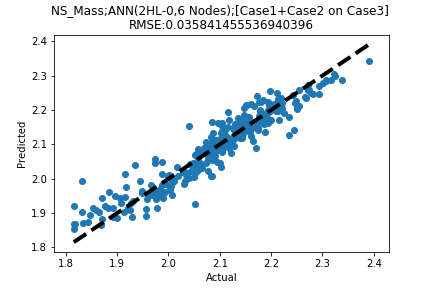 NS_Mass;ANN(2HL-0,6 Nodes);[Case1+Case2 on Case3]
RMSE:0.035841455536940396
2.4
2.3
2.2
2.1
2.0
1.9
1.8
Predicted
1.8 1.9 2.0 2.1 2.2 2.3 2.4
Actual